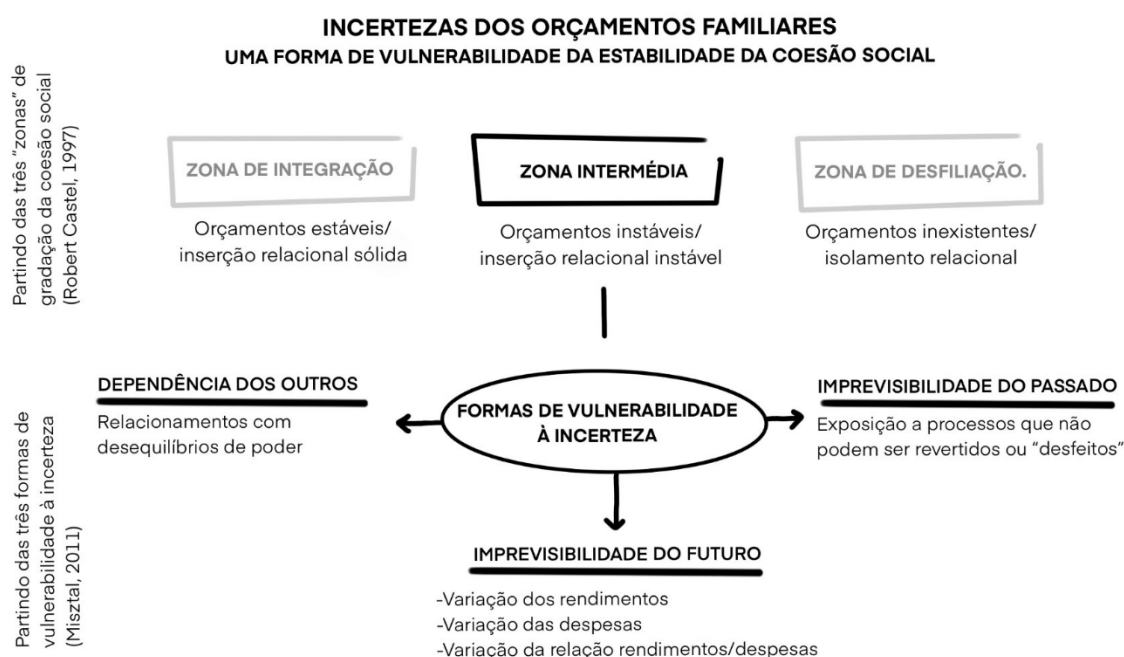 INCERTEZAS DOS ORÇAMENTOS FAMILIARES
UMA FORMA DE VULNERABILIDADE DA ESTABILIDADE DA COESÃO SOCIAL
Partindo das três “zonas” de
gradação da coesão social
(Robert Castel, 1997)
ZONA DE INTEGRAÇÃO
Orçamentos estáveis/
inserção relacional sólida
ZONA INTERMÉDIA
Orçamentos instáveis/
inserção relacional instável
ZONA DE DESFILIAÇÃO.
Orçamentos inexistentes/
isolamento relacional
Partindo das três formas de
vulnerabilidade à incerteza
(Misztal, 2011)
DEPENDÊNCIA DOS OUTROS
Relacionamentos com
desequilíbrios de poder
FORMAS DE VULNERABILIDADE
À INCERTEZA
IMPREVISIBILIDADE DO PASSADO
Exposição a processos que não
podem ser revertidos ou “desfeitos”
IMPREVISIBILIDADE DO FUTURO
-Variação dos rendimentos
-Variação das despesas
-Variação da relação rendimentos/despesas